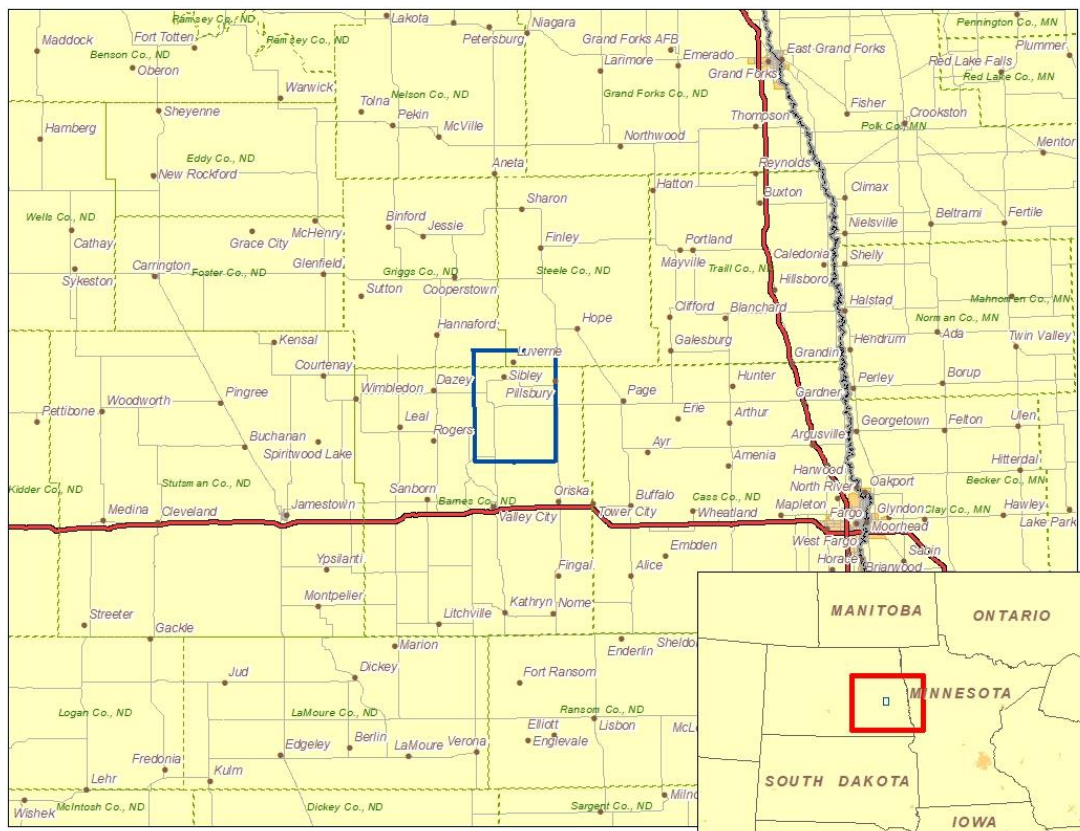 Ramsey Co., ND
Lakota
Niagara
Pennington Co., MN
Maddock
Fort Totten
Ramsey Co., ND
Petersburg
Grand Forks AFB
East Grand Forks
Plummer
Benson Co., ND
Oberon
Larimore
Emerado
Red Lake Falls
Grand Forks
Red Lake Co., MN
Warwick
Nelson Co., ND
Grand Forks Co., ND
Tolna
Sheyenne
Pekin
Thompson
Fisher
Crookston
Hamberg
McVille
Northwood
Polk Co., MN
Mentor
Eddy Co., ND
New Rockford
Aneta
Reynolds
Hatton
Buxton
Climax
Sharon
Wells Co., ND
Binford
Jessie
Nielsville
Beltrami
Fertile
McHenry
Cathay
Grace City
Finley
Portland
Mayville
Caledonia
Shelly
Carrington
Foster Co., ND
Glenfield
Griggs Co., ND
Steele Co., ND
Traill Co., N
Sykeston
Sutton
Cooperstown
Hillsboro
Clifford
Blanchard
Halstad
Mahnomen Co., MN
Norman Co., MN
Hannaford
Hope
Ada
Twin Valley
Kensal
Galesburg
Hendrum
Luverne
Grandin
Courtenay
Sibley
Wimbledon
Dazey
Pillsbury
Hunter
Perley
Borup
Pingree
Page
Gardner
Pettibone
Woodworth
Leal
Erie
Arthur
Georgetown
Felton
Ulen
Rogers
Argusville
Buchanan
Ayr
Amenia
Spiritwood Lake
Harwood
Hitterdal
North River
Oakport
Becker Co., MN
Kidder Co., ND
Stutsman Co., ND
Sanborn
Barnes Co., ND
Oriska
Buffalo
Cass Co., ND
Mapleton
Glyndon
Hawley
Medina
Cleveland
Jamestown
Valley City
Tower City
Wheatland
Fargo
Clay Co., MN
Lake Park
Moorhead
West Fargo
Embden
Sabin
Ypsilanti
Fingal
Alice
Horace
Briarwood
Montpelier
Streeter
Litchville
Kathryn
Nome
Gackle
Marion
Enderlin
Sheldo
Jud
Dickey
Fort Ransom
Logan Co., ND
LaMoure Co., ND
Ransom Co., ND
Elliott
Lisbon
McL
Berlin
Englevale
Fredonia
Edgeley
LaMoure
Verona
Kulm
Lehr
Wishek
McIntosh Co., ND
Dickey Co., ND
Sargent Co., ND
Milno
MANITOBA
ONTARIO
MINNESOTA
SOUTH DAKOTA
IOWA